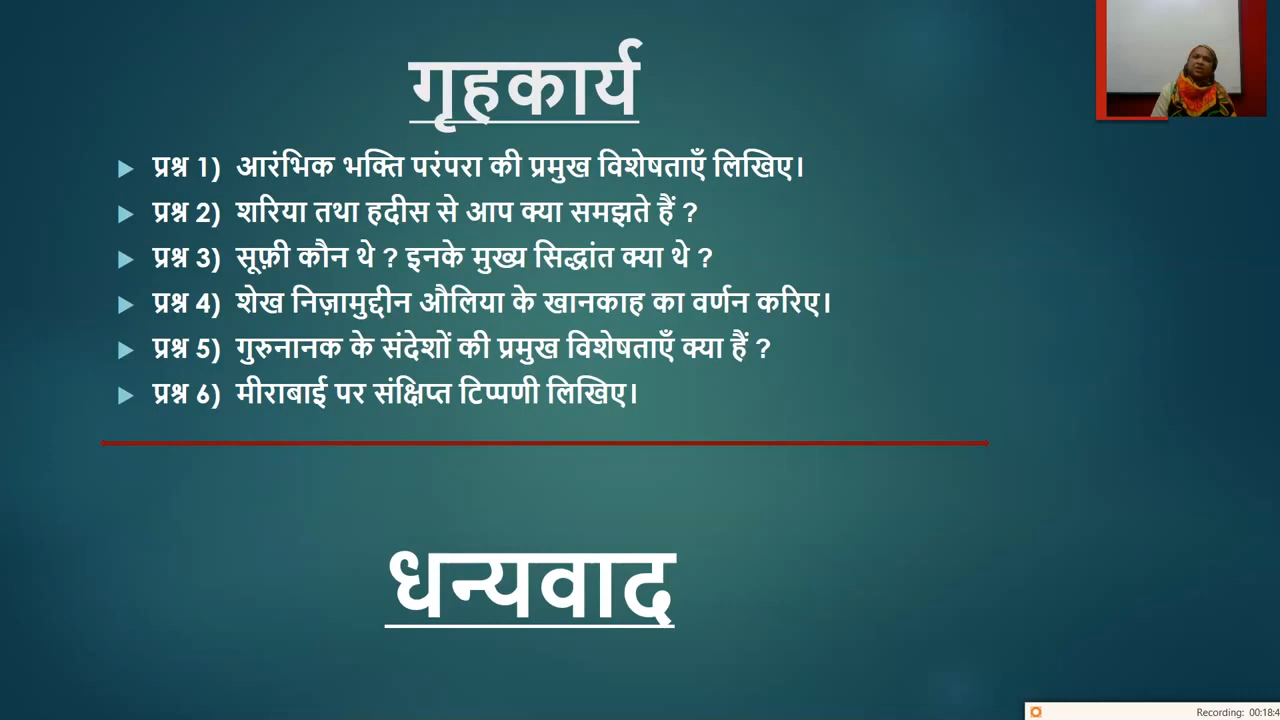 गृहकार्य
प्रश्न 1) आरंभिक भक्ति परंपरा की प्रमुख विशेषताएँ लिखिए।
प्रश्न 2) शरिया तथा हदीस से आप क्या समझते हैं ?
प्रश्न 3) सूफ़ी कौन थे ? इनके मुख्य सिद्धांत क्या थे ?
प्रश्न 4) शेख निज़ामुद्दीन औलिया के खानकाह का वर्णन करिए।
प्रश्न 5) गुरुनानक के संदेशों की प्रमुख विशेषताएँ क्या हैं ?
प्रश्न 6) मीराबाई पर संक्षिप्त टिप्पणी लिखिए।
धन्यवाद
Recording: 00:18:4